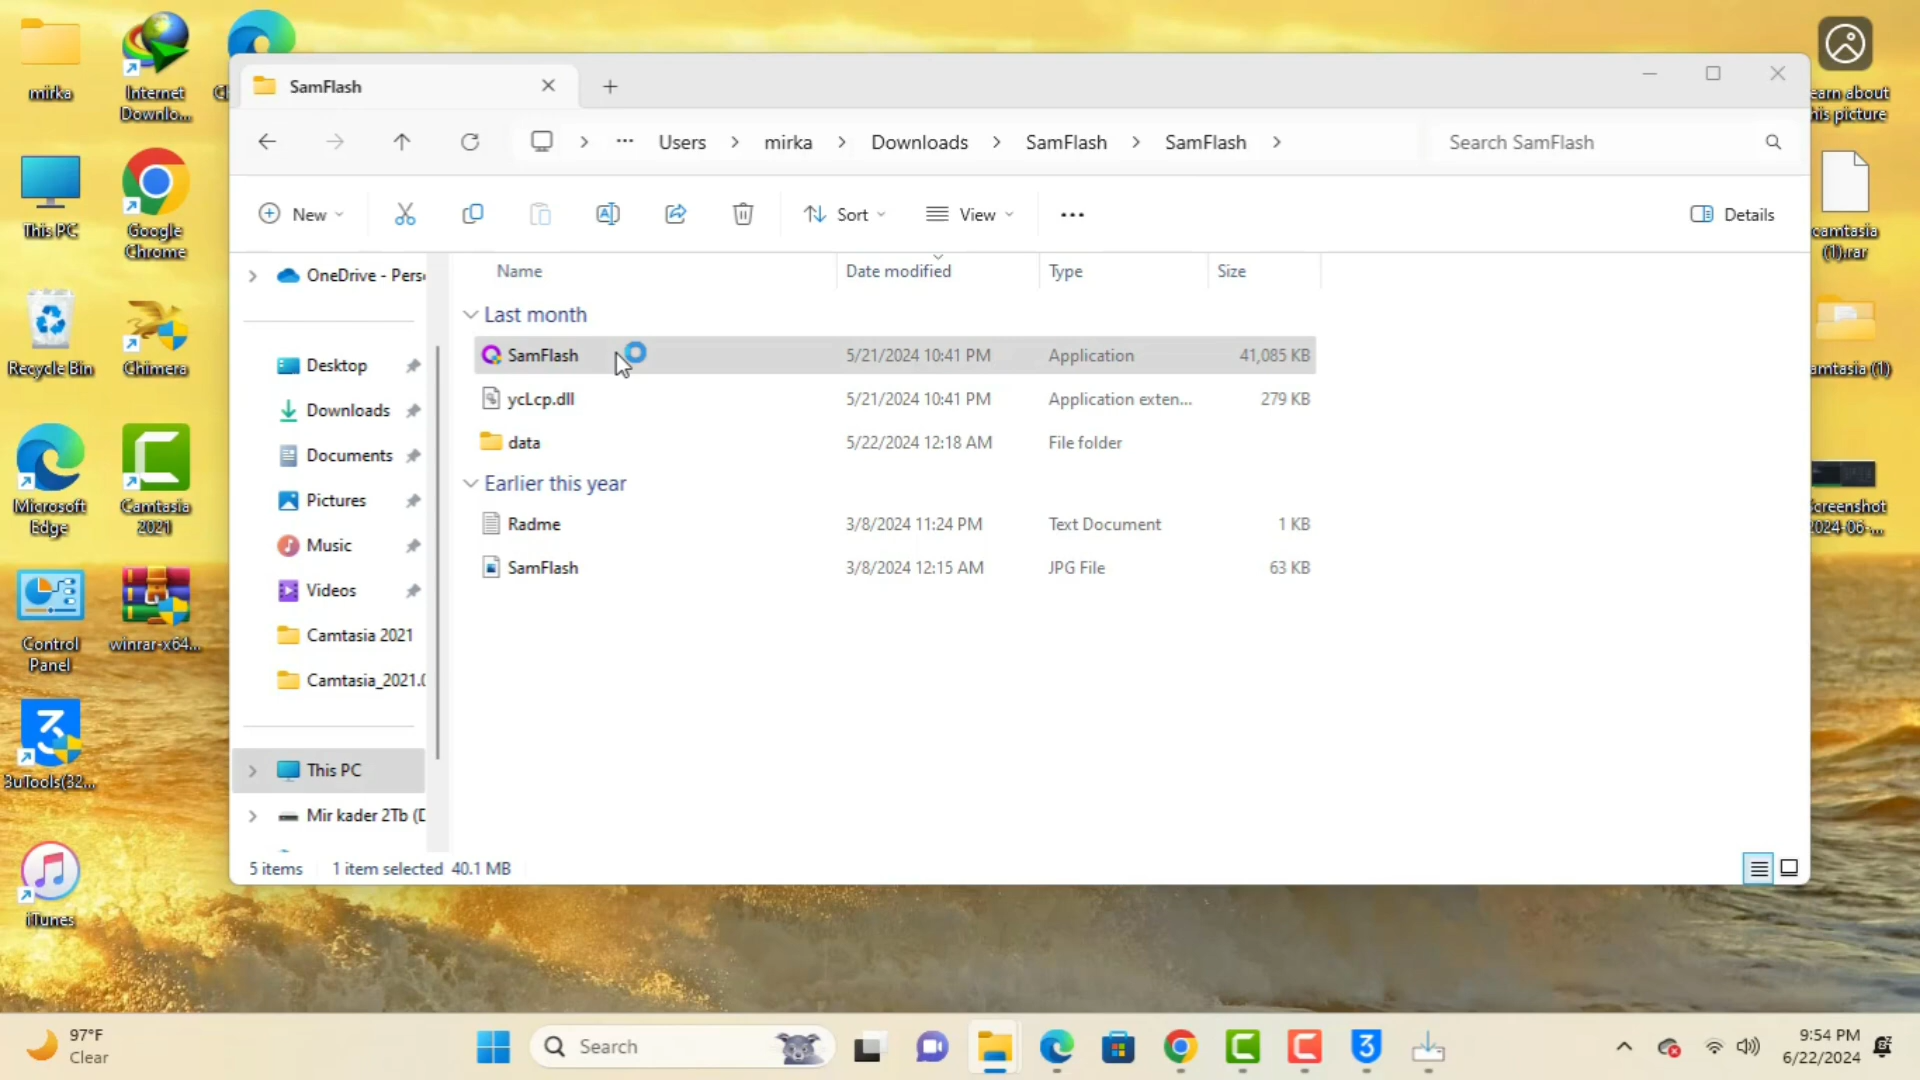 mirka
Internet
Downlo...
This PC
Google
Chrome
Recycle Bin
Chimera
Microsoft
Edge
Camtasia
2021
Control
Panel
winrar-x64...
3uTools(32...
iTunes
SamFlash
Users
mirka
Downloads
SamFlash
SamFlash
Search SamFlash
New
Sort
View
Details
OneDrive - Pers
Desktop
Downloads
Documents
Pictures
Music
Videos
Camtasia 2021
Camtasia_2021.0
This PC
Mir kader 2Tb (D
Name Date modified Type Size
Last month
SamFlash 5/21/2024 10:41 PM Application 41,085 KB
ycLcp.dll 5/21/2024 10:41 PM Application exten... 279 KB
data 5/22/2024 12:18 AM File folder
Earlier this year
Radme 3/8/2024 11:24 PM Text Document 1 KB
SamFlash 3/8/2024 12:15 AM JPG File 63 KB
5 items 1 item selected 40.1 MB
earn about
his picture
camtasia
(1).rar
amtasia (1)
Screenshot
2024-06-...
97°F
Clear
Search
9:54 PM
6/22/2024